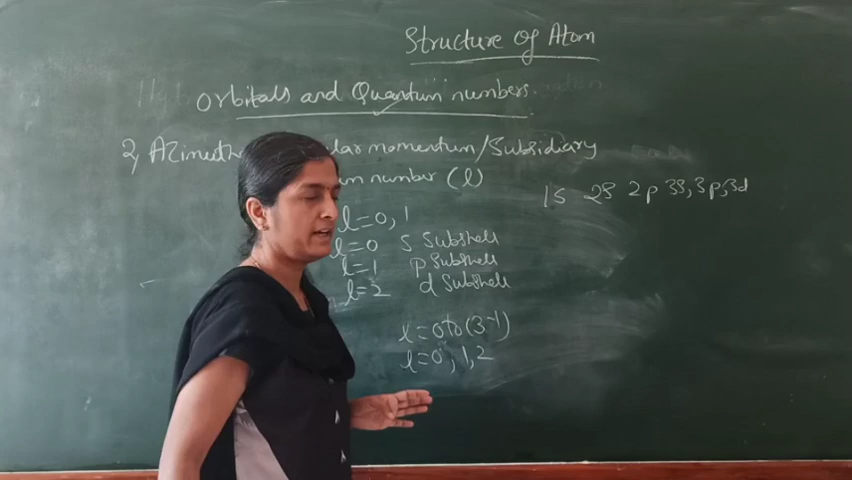 Structure of Atom
Orbitals and Quantum numbers.
2, Azimuth lar momentum/Subsidiary
m number (l)
1s 2s 2p 3s, 3p, 3d
l=0, 1
l=0 s Subshell
l=1 p Subshell
l=2 d Subshell
l=0 to (3-1)
l=0, 1, 2